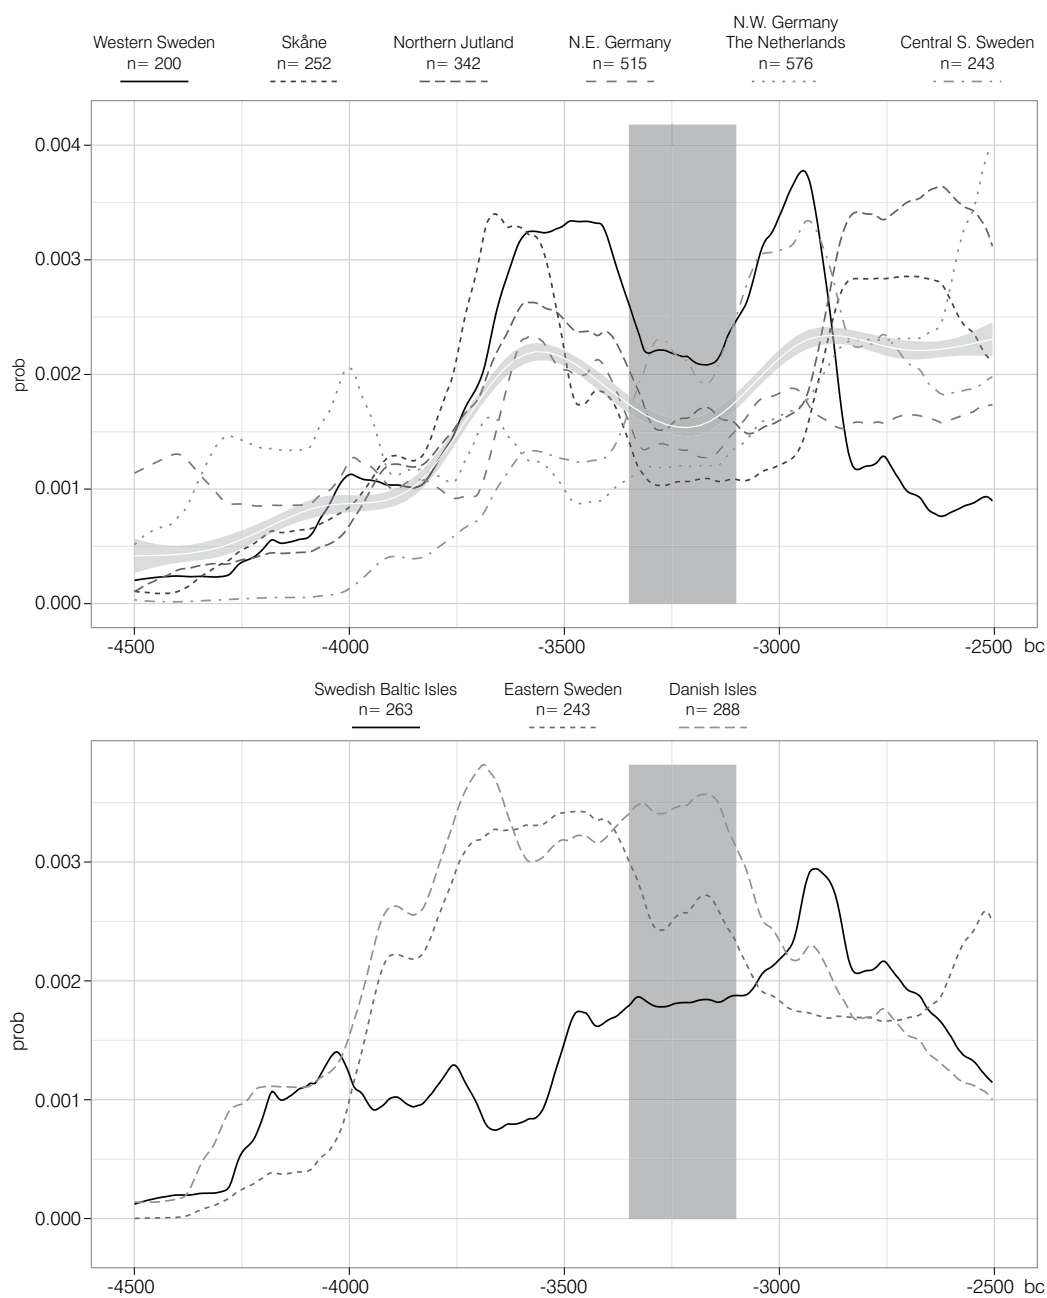 N.W. Germany
Western Sweden Skåne Northern Jutland N.E. Germany The Netherlands Central S. Sweden
n= 200 n= 252 n= 342 n= 515 n= 576 n= 243
0.004
0.003
0.002
0.001
0.000
prob
-4500 -4000 -3500 -3000 -2500 bc
Swedish Baltic Isles Eastern Sweden Danish Isles
n= 263 n= 243 n= 288
0.003
0.002
0.001
0.000
prob
-4500 -4000 -3500 -3000 -2500 bc